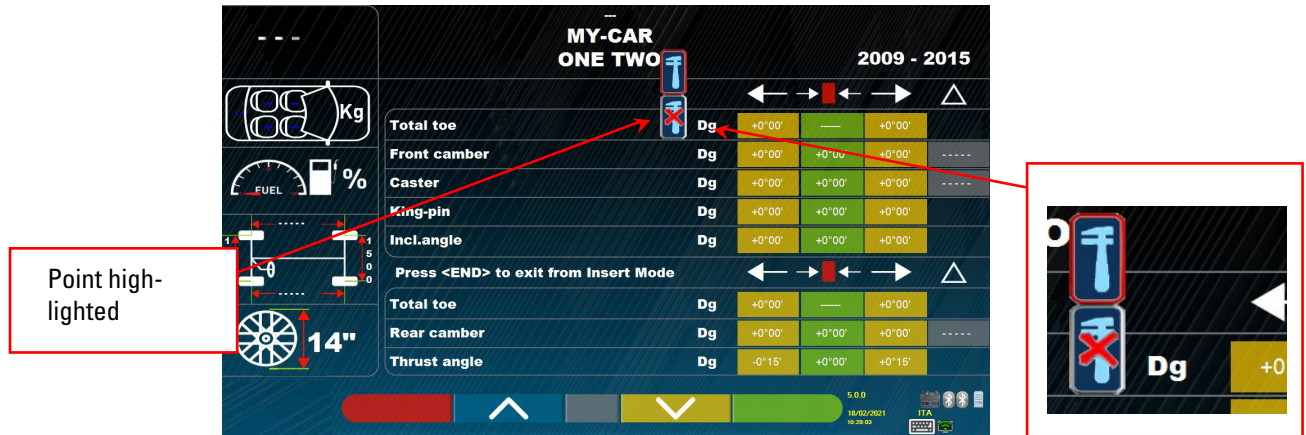 ---
- - -
MY-CAR
ONE TWO
2009 - 2015
Kg
Total toe Dg +0°00' ------ +0°00'
Front camber Dg +0°00' +0°00' +0°00' -----
FUEL %
Caster Dg +0°00' +0°00' +0°00' -----
King-pin Dg +0°00' +0°00' +0°00'
-----
1 1500
Incl.angle Dg +0°00' +0°00' +0°00'
Press <END> to exit from Insert Mode
-----
Total toe Dg +0°00' ------ +0°00'
Rear camber Dg +0°00' +0°00' +0°00' -----
14"
Thrust angle Dg -0°15' +0°00' +0°15'
5.0.0
18/02/2021
10:29:03
ITA
Point high-
lighted
O
Dg +0